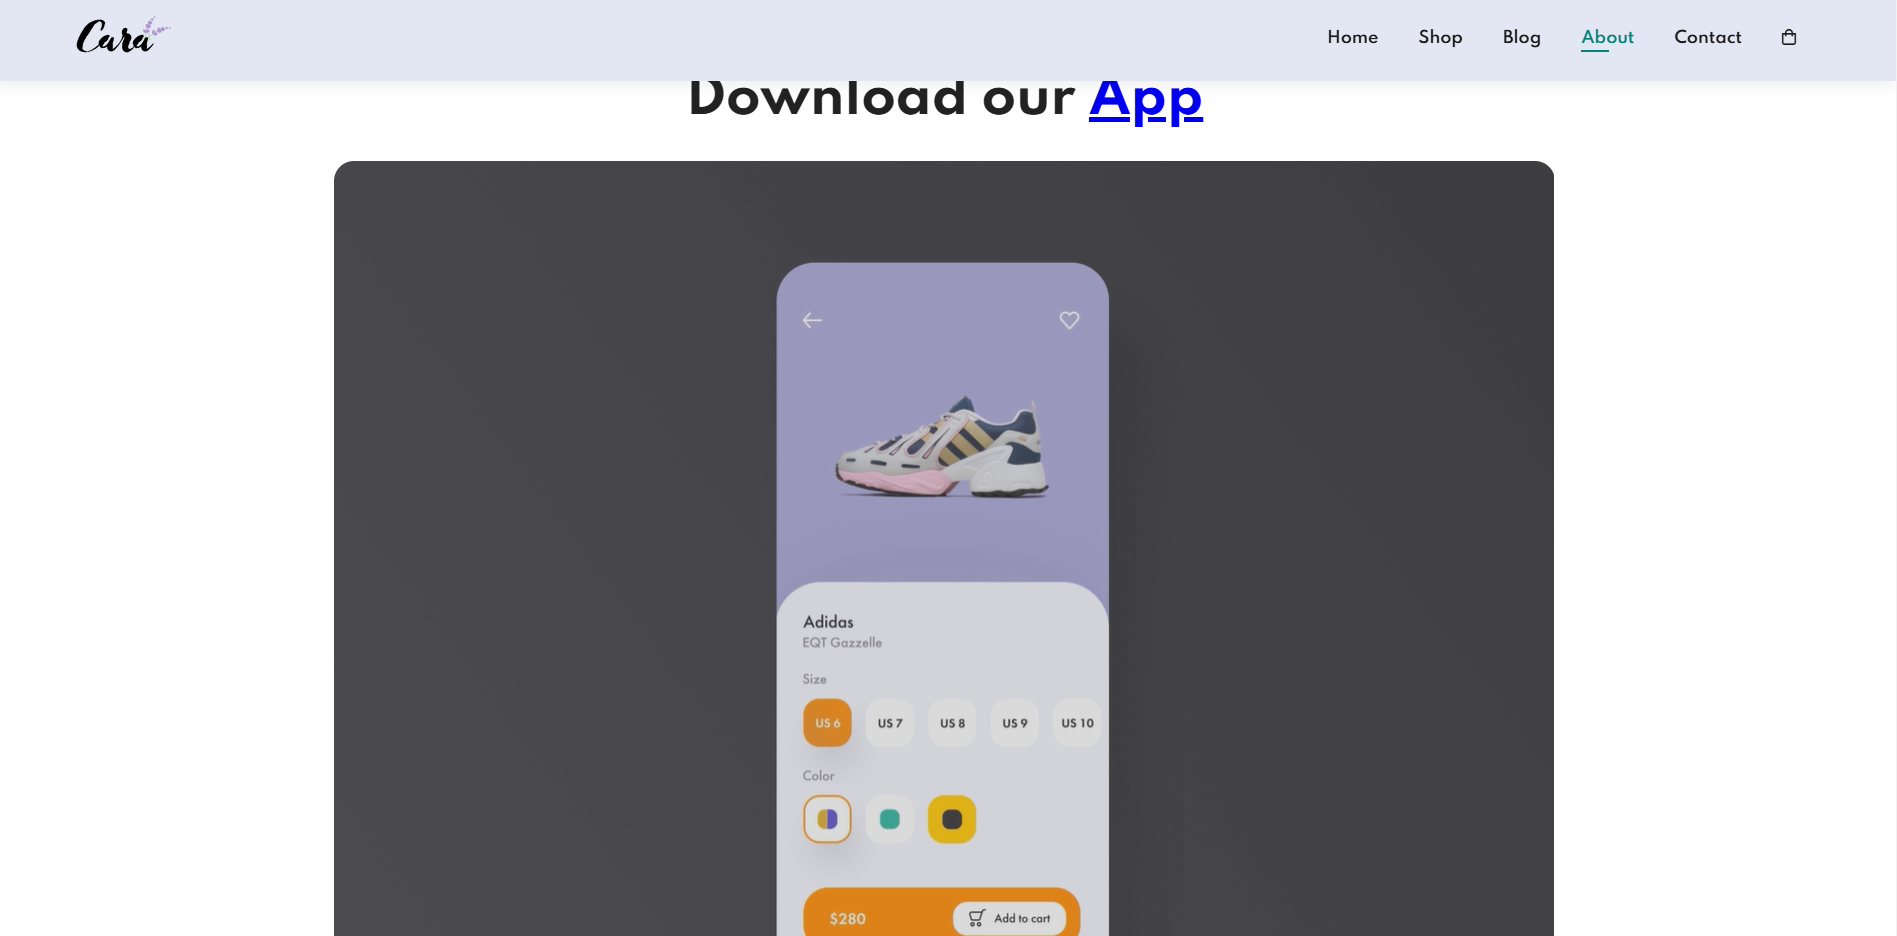 Cara
Home Shop Blog About Contact
Download our App
Adidas
EQT Gazzelle
Size
US 6 US 7 US 8 US 9 US 10
Color
$280 Add to cart